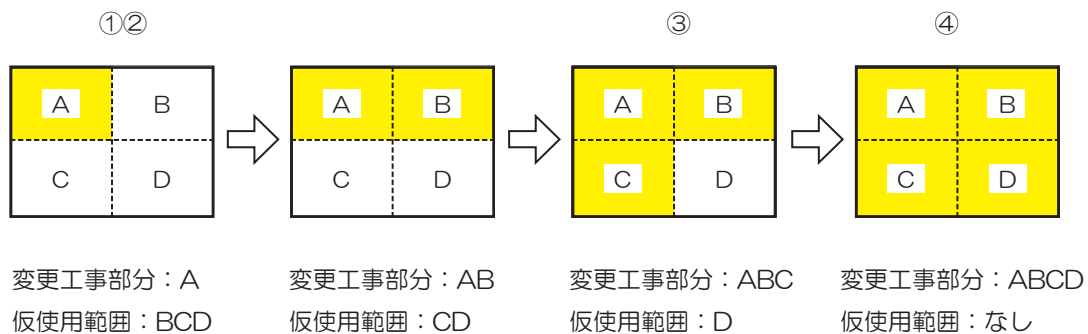 ①② ③ ④
A B A B A B A B
C D C D C D C D
変更工事部分：A 変更工事部分：AB 変更工事部分：ABC 変更工事部分：ABCD
仮使用範囲：BCD 仮使用範囲：CD 仮使用範囲：D 仮使用範囲：なし